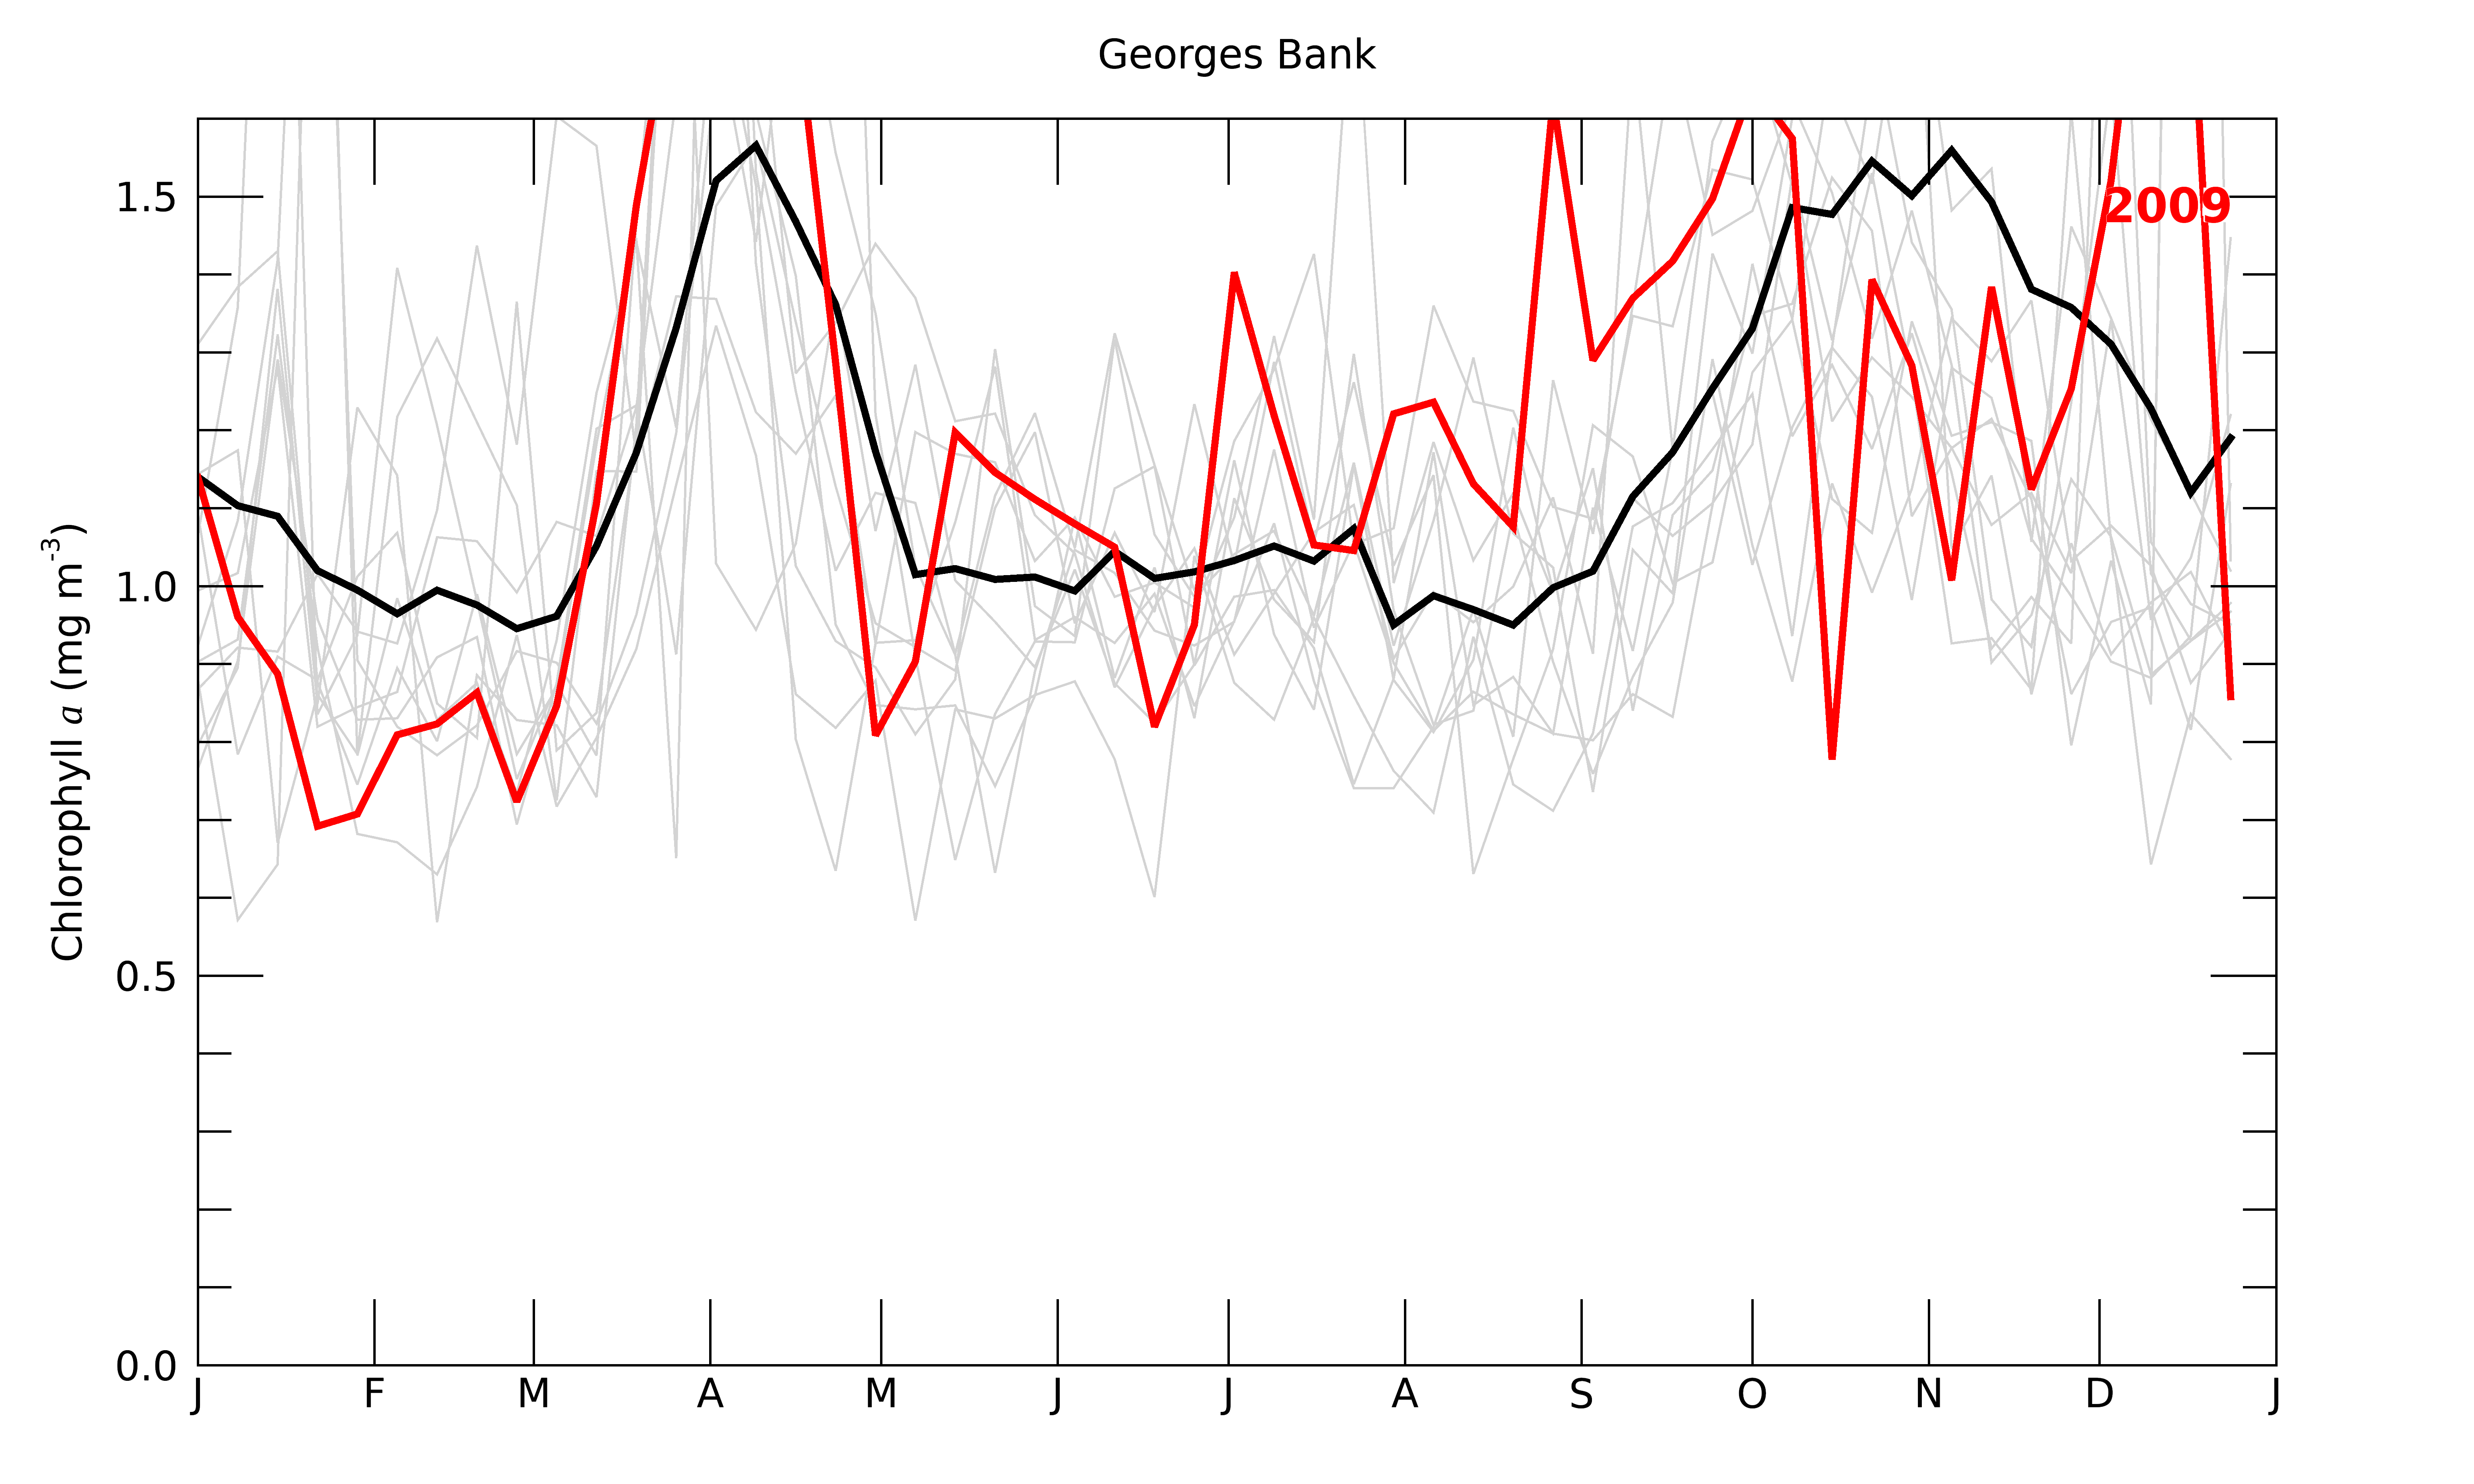 Georges Bank
Chlorophyll a (mg m⁻³)
1.5
1.0
0.5
0.0
2009
J F M A M J J A S O N D J